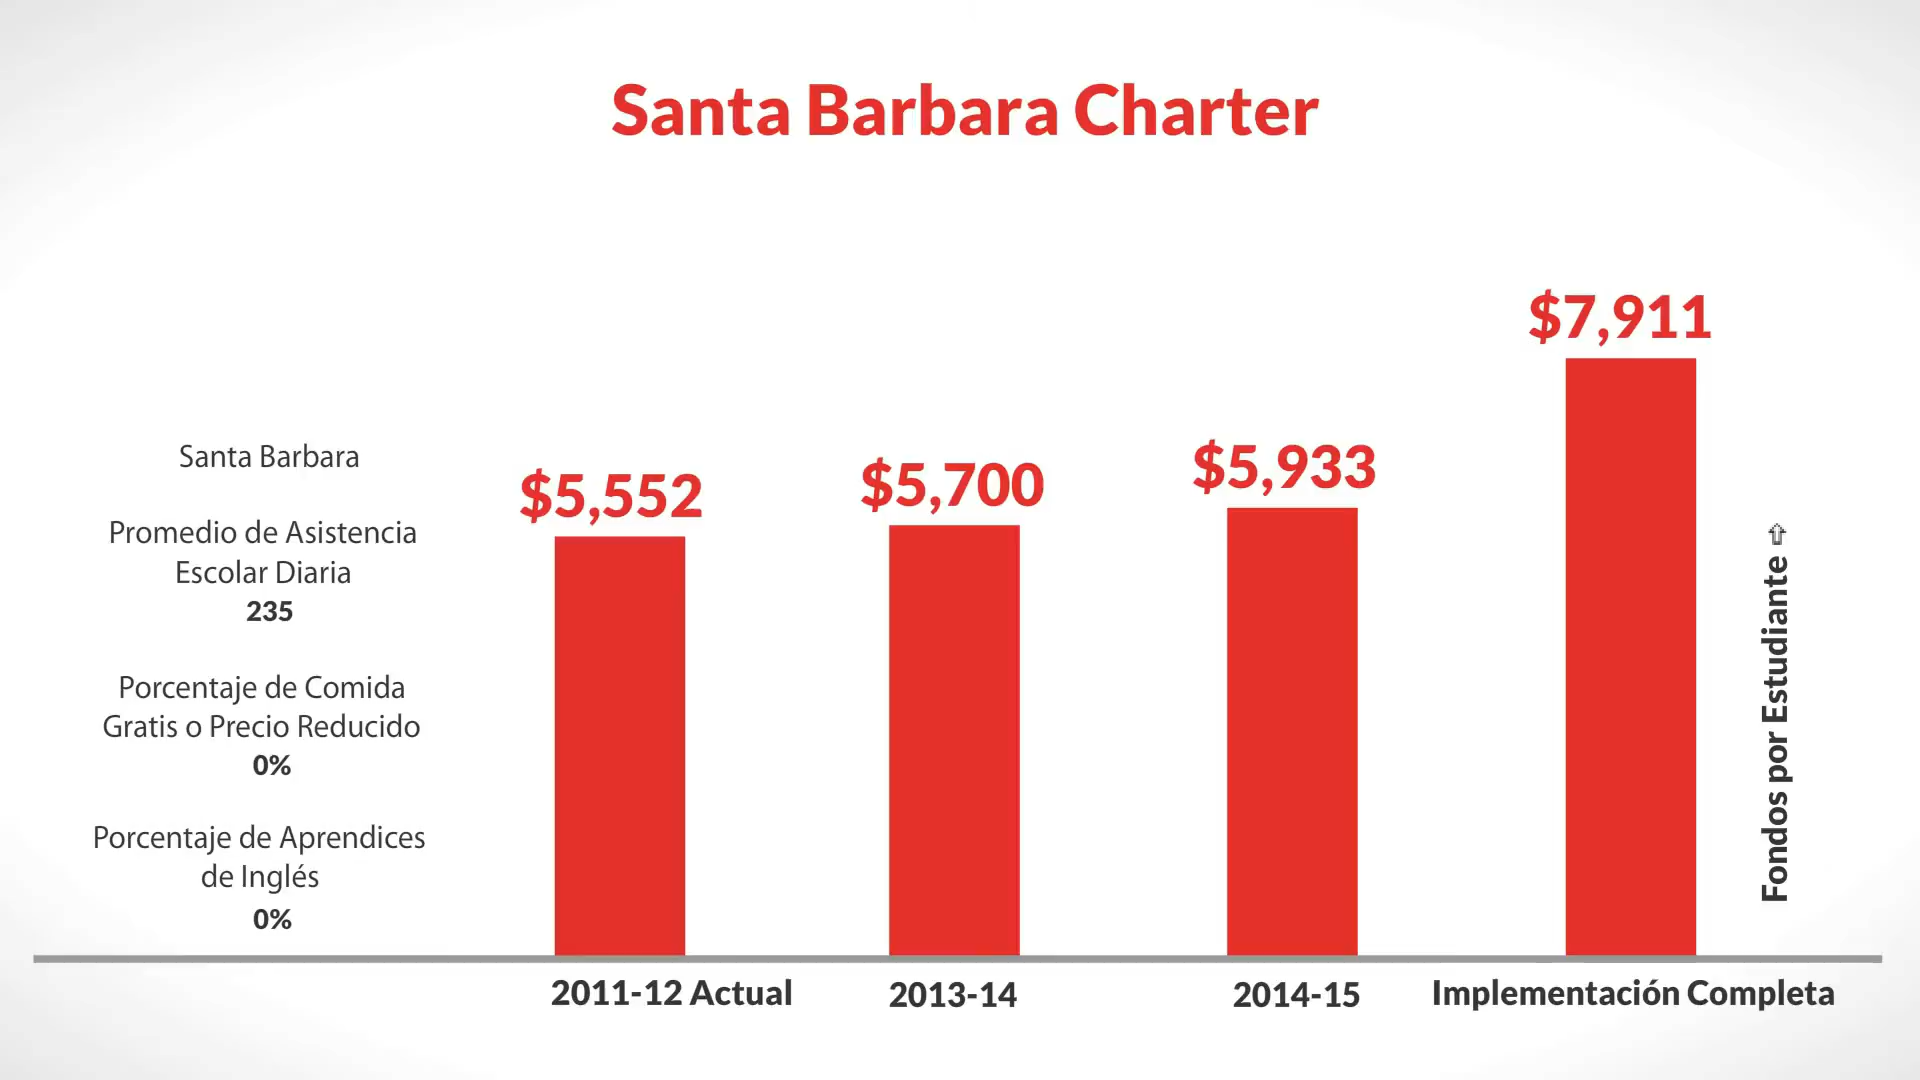 Santa Barbara Charter
Santa Barbara
Promedio de Asistencia
Escolar Diaria
235
Porcentaje de Comida
Gratis o Precio Reducido
0%
Porcentaje de Aprendices
de Inglés
0%
$5,552
$5,700
$5,933
$7,911
Fondos por Estudiante ⇧
2011-12 Actual
2013-14
2014-15
Implementación Completa